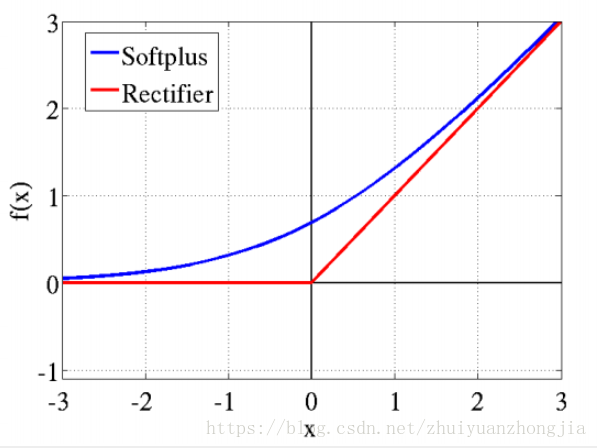 3
Softplus
Rectifier
2
f(x)
1
0
-1
-3 -2 -1 0 1 2 3
x
https://blog.csdn.net/zhuiyuanzhongjia